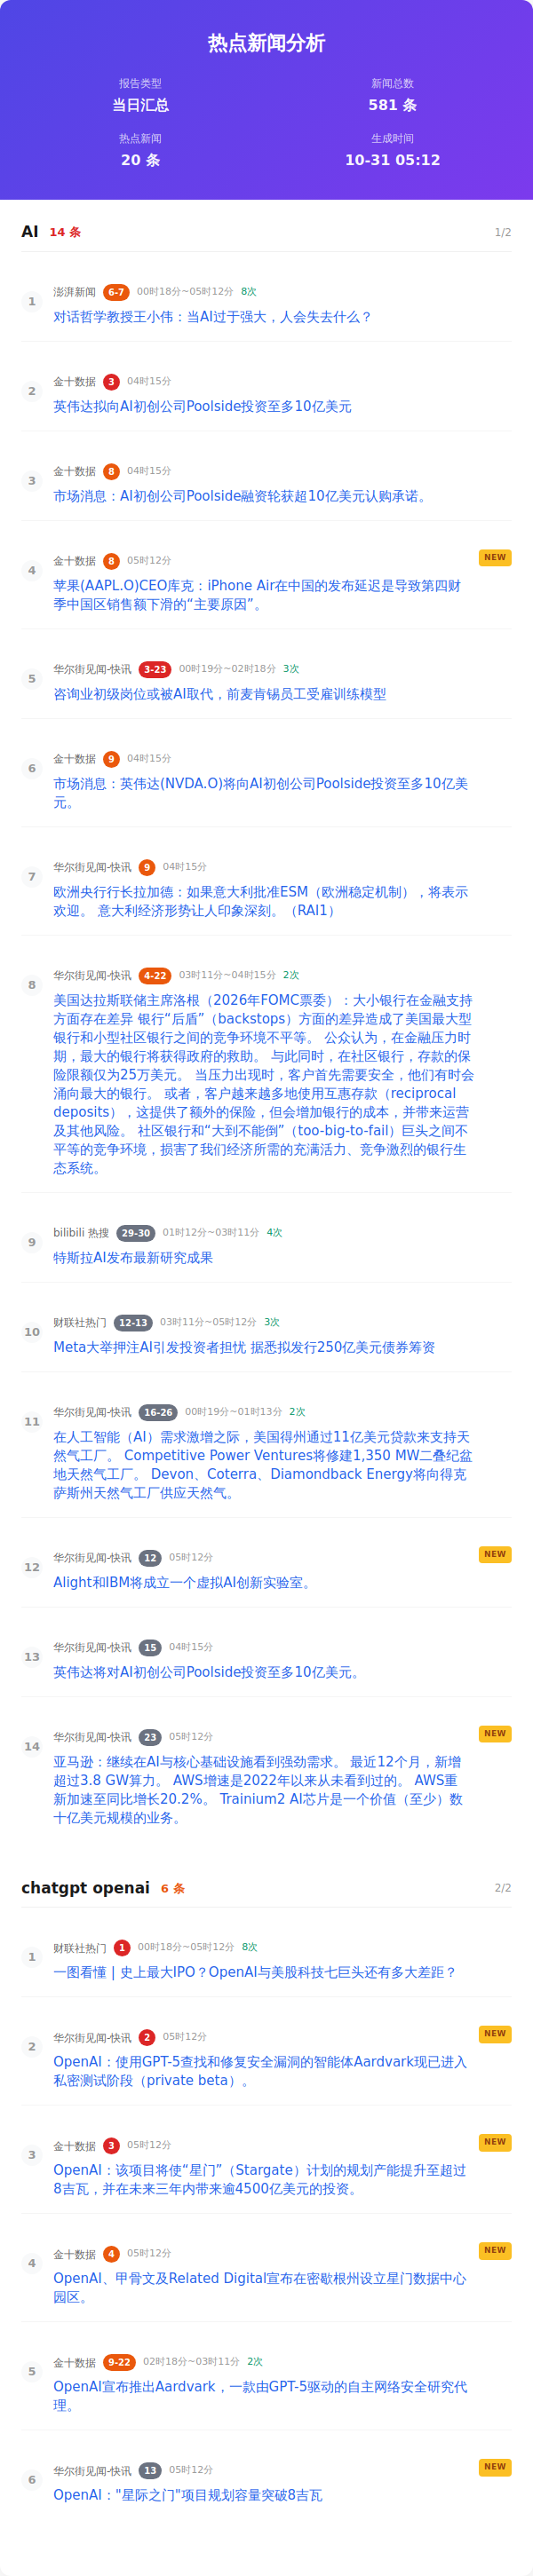 热点新闻分析
报告类型
当日汇总
新闻总数
581 条
热点新闻
20 条
生成时间
10-31 05:12
AI 14 条 1/2
1 澎湃新闻 6-7 00时18分~05时12分 8次
对话哲学教授王小伟：当AI过于强大，人会失去什么？
2 金十数据 3 04时15分
英伟达拟向AI初创公司Poolside投资至多10亿美元
3 金十数据 8 04时15分
市场消息：AI初创公司Poolside融资轮获超10亿美元认购承诺。
4 金十数据 8 05时12分 NEW
苹果(AAPL.O)CEO库克：iPhone Air在中国的发布延迟是导致第四财
季中国区销售额下滑的“主要原因”。
5 华尔街见闻-快讯 3-23 00时19分~02时18分 3次
咨询业初级岗位或被AI取代，前麦肯锡员工受雇训练模型
6 金十数据 9 04时15分
市场消息：英伟达(NVDA.O)将向AI初创公司Poolside投资至多10亿美
元。
7 华尔街见闻-快讯 9 04时15分
欧洲央行行长拉加德：如果意大利批准ESM（欧洲稳定机制），将表示
欢迎。 意大利经济形势让人印象深刻。（RAI1）
8 华尔街见闻-快讯 4-22 03时11分~04时15分 2次
美国达拉斯联储主席洛根（2026年FOMC票委）：大小银行在金融支持
方面存在差异 银行“后盾”（backstops）方面的差异造成了美国最大型
银行和小型社区银行之间的竞争环境不平等。 公众认为，在金融压力时
期，最大的银行将获得政府的救助。 与此同时，在社区银行，存款的保
险限额仅为25万美元。 当压力出现时，客户首先需要安全，他们有时会
涌向最大的银行。 或者，客户越来越多地使用互惠存款（reciprocal
deposits），这提供了额外的保险，但会增加银行的成本，并带来运营
及其他风险。 社区银行和“大到不能倒”（too-big-to-fail）巨头之间不
平等的竞争环境，损害了我们经济所需的充满活力、竞争激烈的银行生
态系统。
9 bilibili 热搜 29-30 01时12分~03时11分 4次
特斯拉AI发布最新研究成果
10 财联社热门 12-13 03时11分~05时12分 3次
Meta大举押注AI引发投资者担忧 据悉拟发行250亿美元债券筹资
11 华尔街见闻-快讯 16-26 00时19分~01时13分 2次
在人工智能（AI）需求激增之际，美国得州通过11亿美元贷款来支持天
然气工厂。 Competitive Power Ventures将修建1,350 MW二叠纪盆
地天然气工厂。 Devon、Coterra、Diamondback Energy将向得克
萨斯州天然气工厂供应天然气。
12 华尔街见闻-快讯 12 05时12分 NEW
Alight和IBM将成立一个虚拟AI创新实验室。
13 华尔街见闻-快讯 15 04时15分
英伟达将对AI初创公司Poolside投资至多10亿美元。
14 华尔街见闻-快讯 23 05时12分 NEW
亚马逊：继续在AI与核心基础设施看到强劲需求。 最近12个月，新增
超过3.8 GW算力。 AWS增速是2022年以来从未看到过的。 AWS重
新加速至同比增长20.2%。 Trainium2 AI芯片是一个价值（至少）数
十亿美元规模的业务。
chatgpt openai 6 条 2/2
1 财联社热门 1 00时18分~05时12分 8次
一图看懂 | 史上最大IPO？OpenAI与美股科技七巨头还有多大差距？
2 华尔街见闻-快讯 2 05时12分 NEW
OpenAI：使用GPT-5查找和修复安全漏洞的智能体Aardvark现已进入
私密测试阶段（private beta）。
3 金十数据 3 05时12分 NEW
OpenAI：该项目将使“星门”（Stargate）计划的规划产能提升至超过
8吉瓦，并在未来三年内带来逾4500亿美元的投资。
4 金十数据 4 05时12分 NEW
OpenAI、甲骨文及Related Digital宣布在密歇根州设立星门数据中心
园区。
5 金十数据 9-22 02时18分~03时11分 2次
OpenAI宣布推出Aardvark，一款由GPT-5驱动的自主网络安全研究代
理。
6 华尔街见闻-快讯 13 05时12分 NEW
OpenAI："星际之门"项目规划容量突破8吉瓦